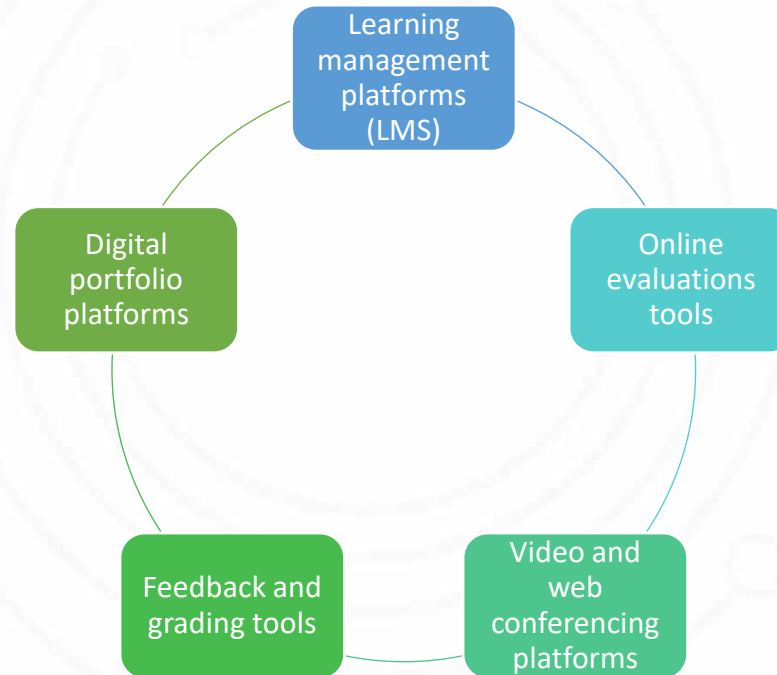 Learning
management
platforms
(LMS)
Online
evaluations
tools
Video and
web
conferencing
platforms
Feedback and
grading tools
Digital
portfolio
platforms